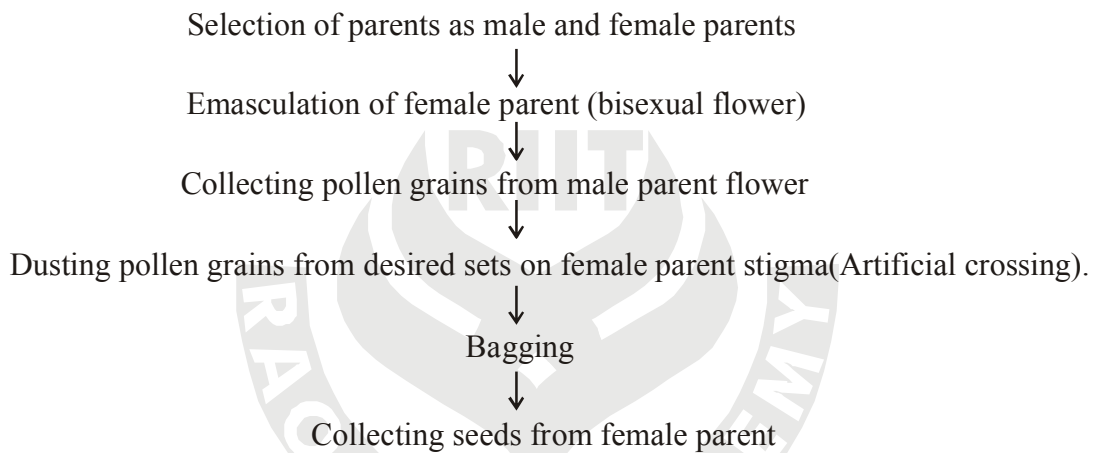 Selection of parents as male and female parents
Emasculation of female parent (bisexual flower)
RIIT
Collecting pollen grains from male parent flower
Dusting pollen grains from desired sets on female parent stigma(Artificial crossing).
Bagging
Collecting seeds from female parent